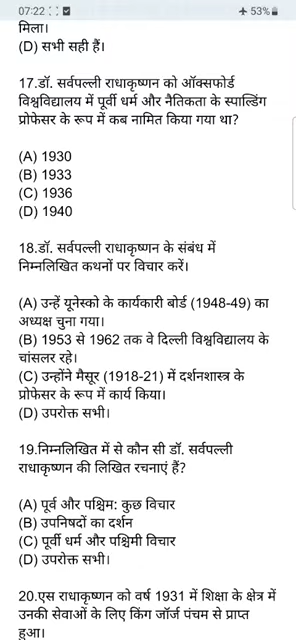 07:22
53%
मिला।
(D) सभी सही हैं।
17.डॉ. सर्वपल्ली राधाकृष्णन को ऑक्सफोर्ड
विश्वविद्यालय में पूर्वी धर्म और नैतिकता के स्पाल्डिंग
प्रोफेसर के रूप में कब नामित किया गया था?
(A) 1930
(B) 1933
(C) 1936
(D) 1940
18.डॉ. सर्वपल्ली राधाकृष्णन के संबंध में
निम्नलिखित कथनों पर विचार करें।
(A) उन्हें यूनेस्को के कार्यकारी बोर्ड (1948-49) का
अध्यक्ष चुना गया।
(B) 1953 से 1962 तक वे दिल्ली विश्वविद्यालय के
चांसलर रहे।
(C) उन्होंने मैसूर (1918-21) में दर्शनशास्त्र के
प्रोफेसर के रूप में कार्य किया।
(D) उपरोक्त सभी।
19.निम्नलिखित में से कौन सी डॉ. सर्वपल्ली
राधाकृष्णन की लिखित रचनाएं हैं?
(A) पूर्व और पश्चिम: कुछ विचार
(B) उपनिषदों का दर्शन
(C) पूर्वी धर्म और पश्चिमी विचार
(D) उपरोक्त सभी।
20.एस राधाकृष्णन को वर्ष 1931 में शिक्षा के क्षेत्र में
उनकी सेवाओं के लिए किंग जॉर्ज पंचम से प्राप्त
हुआ।